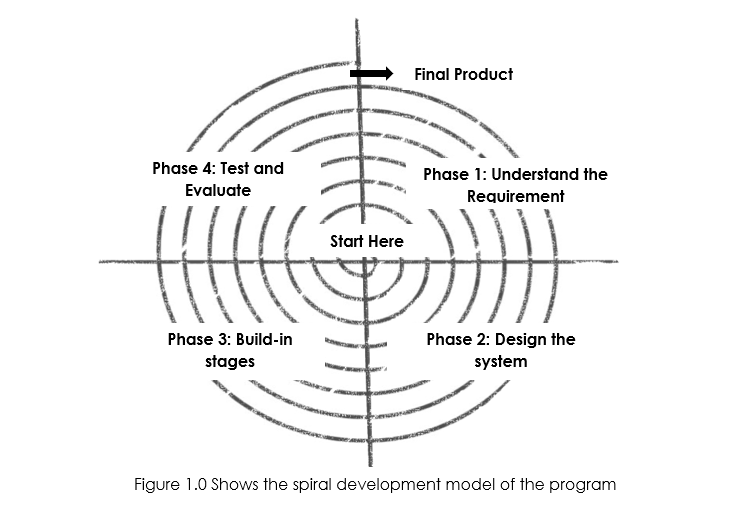 Final Product
Phase 4: Test and
Evaluate
Phase 1: Understand the
Requirement
Start Here
Phase 3: Build-in
stages
Phase 2: Design the
system
Figure 1.0 Shows the spiral development model of the program